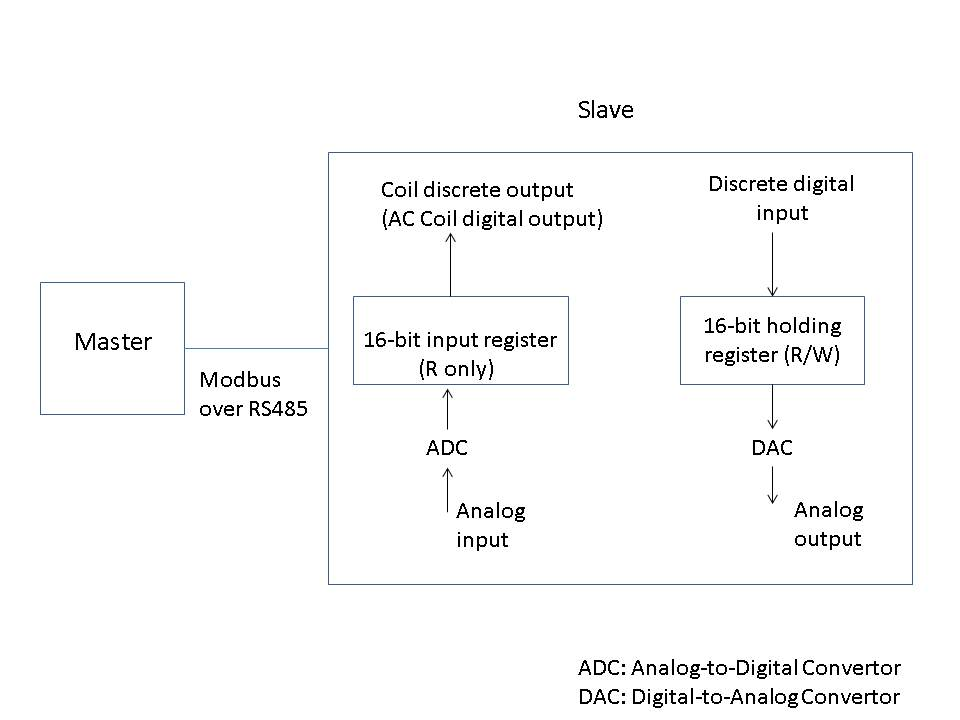 Slave
Coil discrete output
(AC Coil digital output)
Discrete digital
input
Master
Modbus
over RS485
16-bit input register
(R only)
16-bit holding
register (R/W)
ADC
DAC
Analog
input
Analog
output
ADC: Analog-to-Digital Convertor
DAC: Digital-to-Analog Convertor